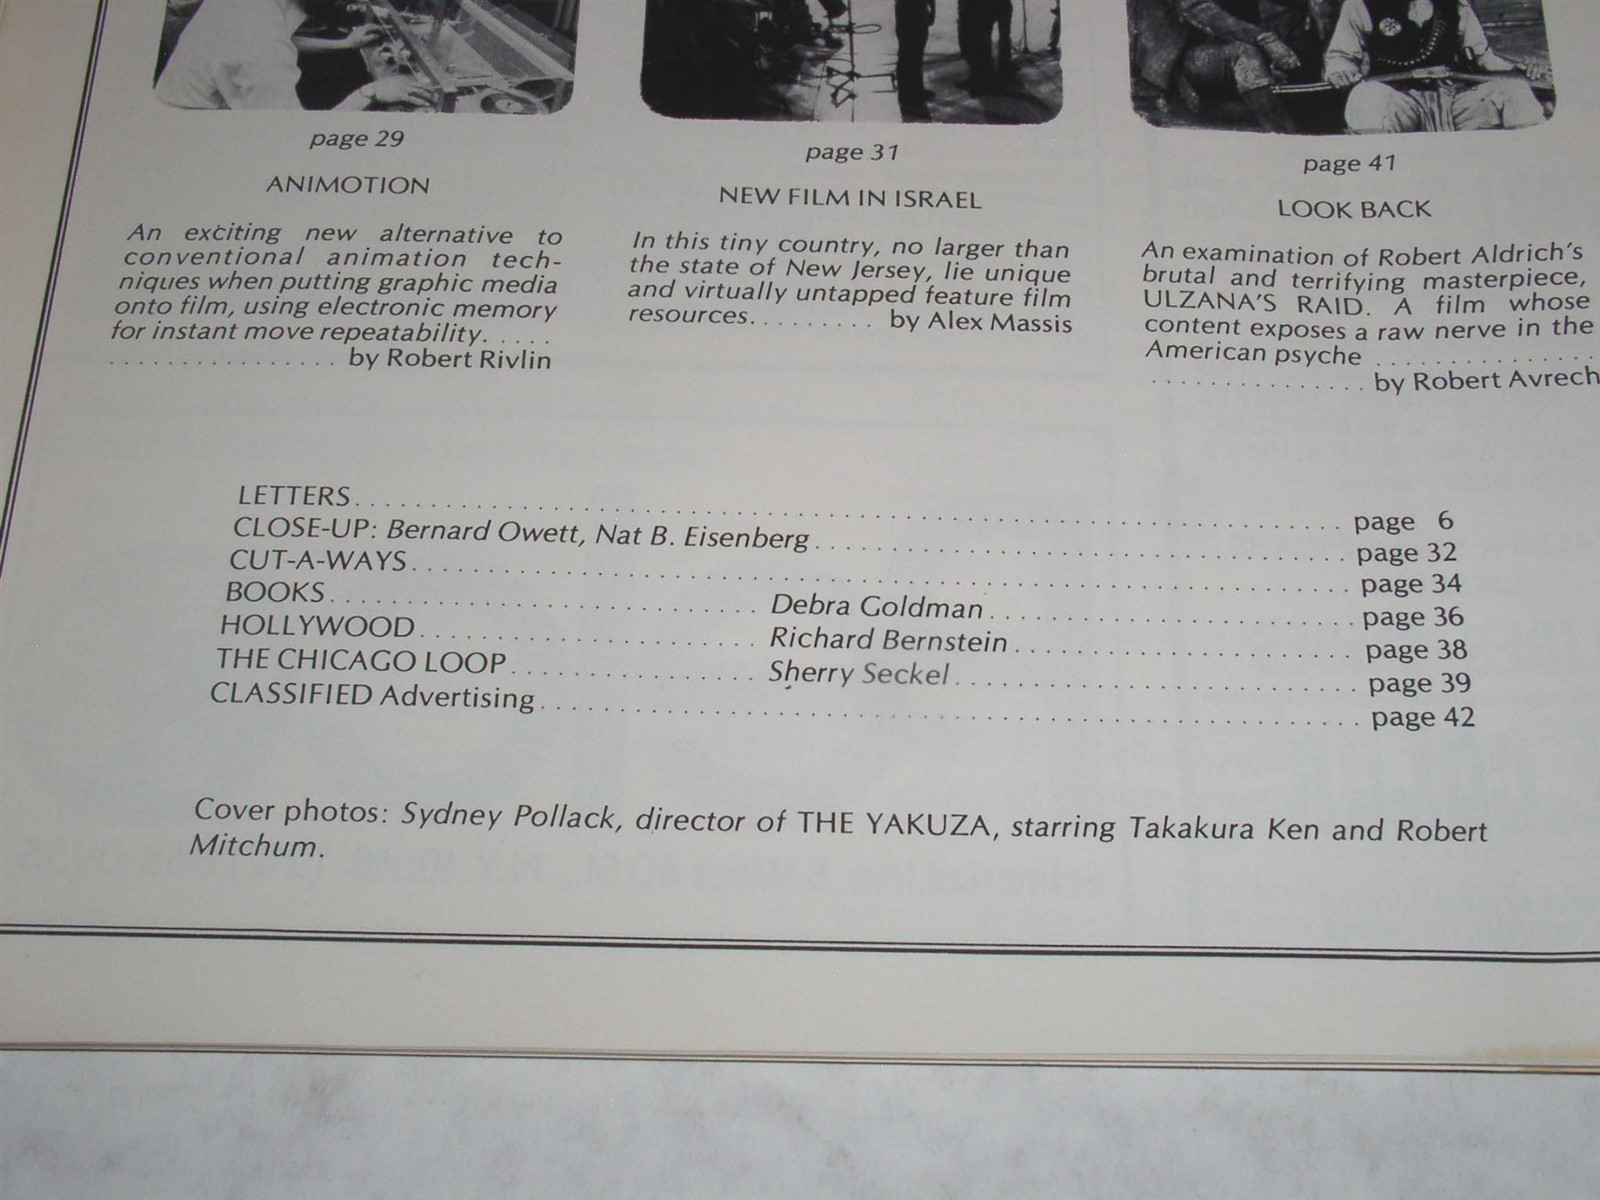 page 29
ANIMOTION
An exciting new alternative to
conventional animation tech-
niques when putting graphic media
onto film, using electronic memory
for instant move repeatability. . . . .
. . . . . . . . . . . . . . . . by Robert Rivlin
page 31
NEW FILM IN ISRAEL
In this tiny country, no larger than
the state of New Jersey, lie unique
and virtually untapped feature film
resources. . . . . . . . . by Alex Massis
page 41
LOOK BACK
An examination of Robert Aldrich's
brutal and terrifying masterpiece,
ULZANA'S RAID. A film whose
content exposes a raw nerve in the
American psyche . . . . . . . . . . . . . . .
. . . . . . . . . . . . . . . by Robert Avrech
LETTERS. . . . . . . . . . . . . . . . . . . . page 6
CLOSE-UP: Bernard Owett, Nat B. Eisenberg. . . . . . . . . . . . . . . . . . . . page 32
CUT-A-WAYS. . . . . . . . . . . . . . . . . . . . page 34
BOOKS. . . . . . . . . . . . . . . . . . . . Debra Goldman. . . . . . . . . . . . . . . . . . . . page 36
HOLLYWOOD. . . . . . . . . . . . . . . . . . . . Richard Bernstein. . . . . . . . . . . . . . . . . . . . page 38
THE CHICAGO LOOP. . . . . . . . . . . . . . . Sherry Seckel. . . . . . . . . . . . . . . . . . . . page 39
CLASSIFIED Advertising. . . . . . . . . . . . . . . . . . . . page 42
Cover photos: Sydney Pollack, director of THE YAKUZA, starring Takakura Ken and Robert
Mitchum.